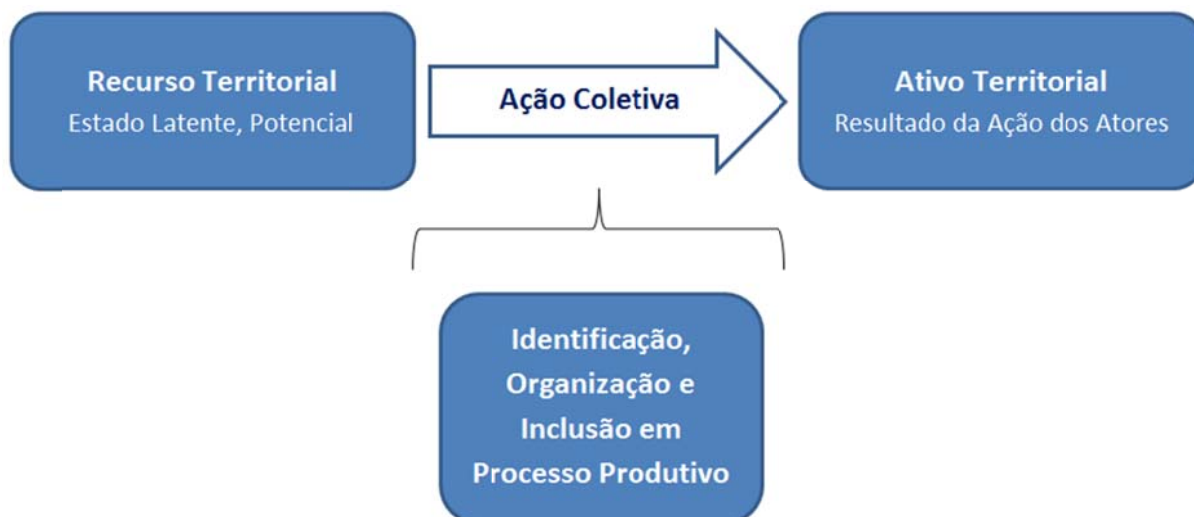 Recurso Territorial
Estado Latente, Potencial
Ação Coletiva
Ativo Territorial
Resultado da Ação dos Atores
Identificação,
Organização e
Inclusão em
Processo Produtivo